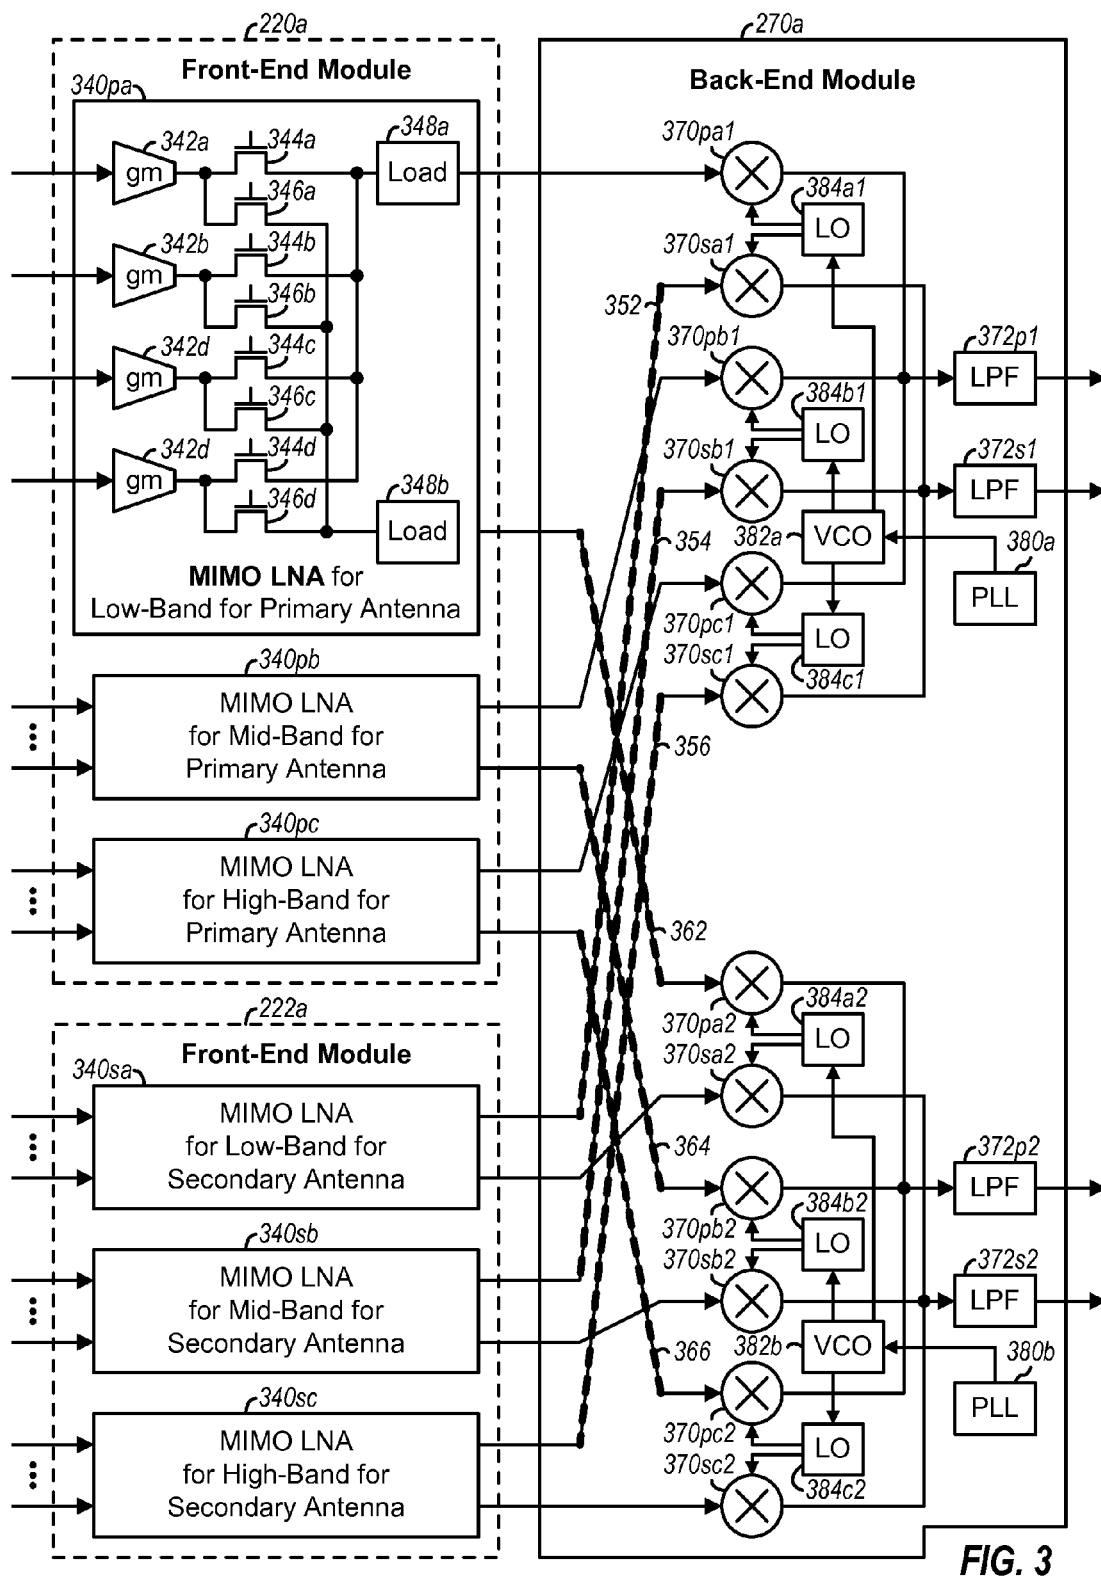 220a
Front-End Module
340pa
342a
gm
344a
346a
348a
Load
342b
gm
344b
346b
342d
gm
344c
346c
342d
gm
344d
346d
348b
Load
MIMO LNA for
Low-Band for Primary Antenna
340pb
MIMO LNA
for Mid-Band for
Primary Antenna
340pc
MIMO LNA
for High-Band for
Primary Antenna
222a
Front-End Module
340sa
MIMO LNA
for Low-Band for
Secondary Antenna
340sb
MIMO LNA
for Mid-Band for
Secondary Antenna
340sc
MIMO LNA
for High-Band for
Secondary Antenna
270a
Back-End Module
370pa1
384a1
LO
370sa1
352
370pb1
384b1
LO
370sb1
354
382a
VCO
370pc1
LO
370sc1
384c1
356
372p1
LPF
372s1
LPF
380a
PLL
362
370pa2
384a2
LO
370sa2
364
370pb2
384b2
LO
370sb2
366
382b
VCO
370pc2
LO
370sc2
384c2
372p2
LPF
372s2
LPF
380b
PLL
FIG. 3